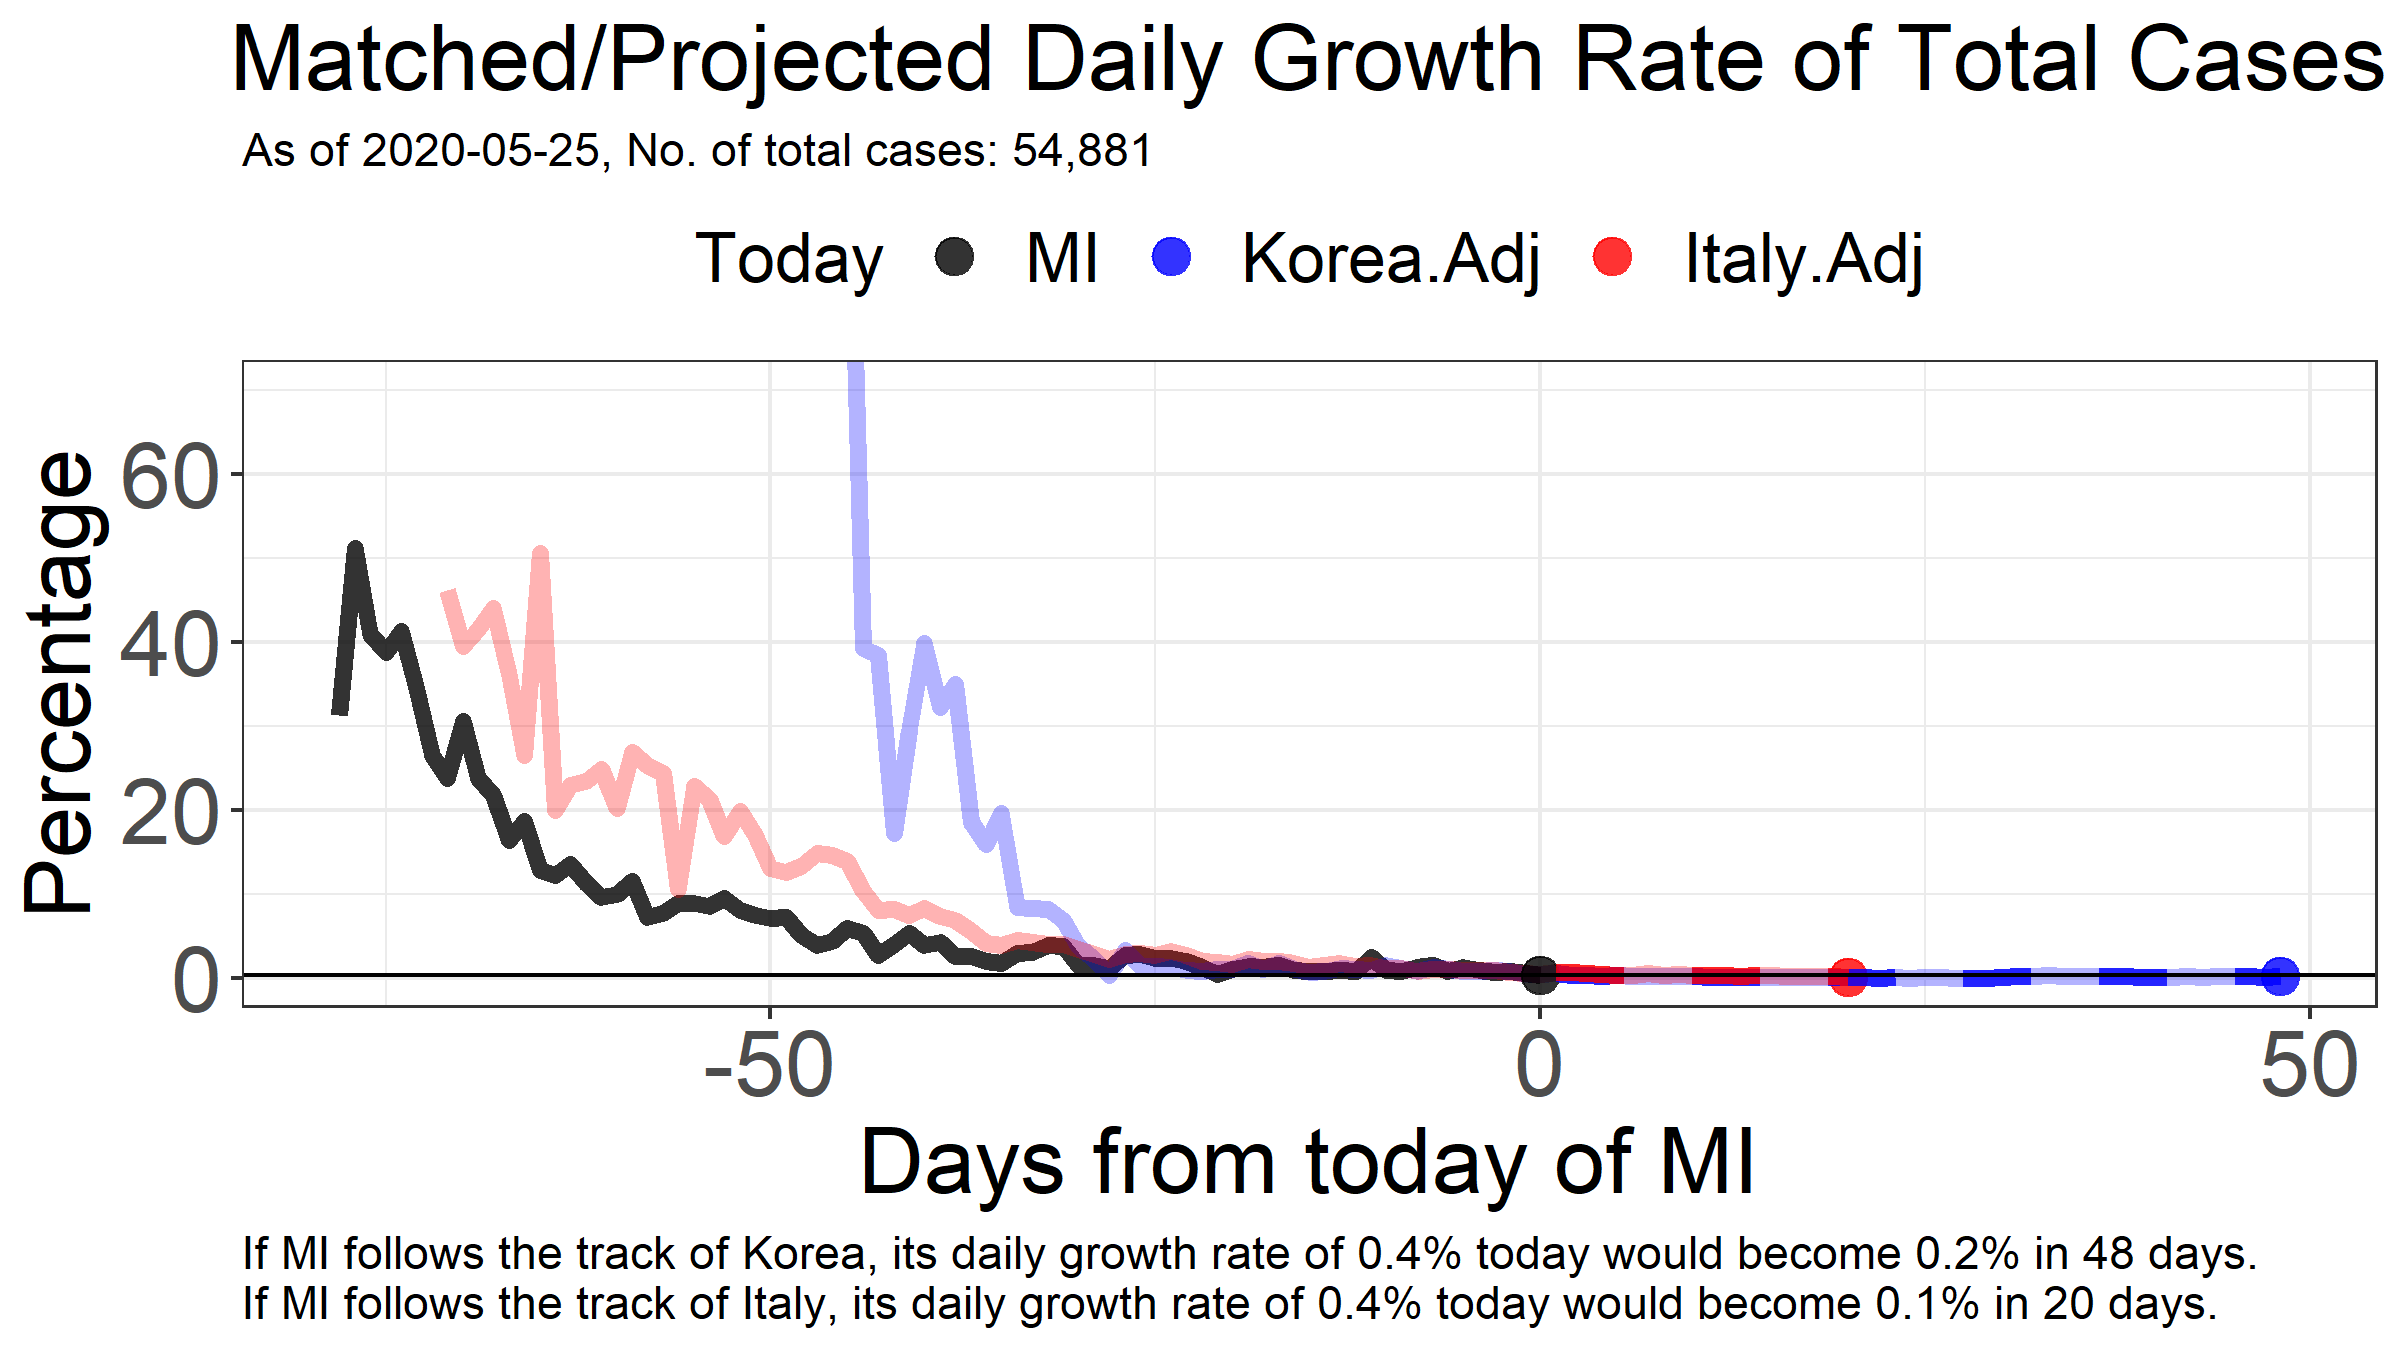 Matched/Projected Daily Growth Rate of Total Cases
As of 2020-05-25, No. of total cases: 54,881
Today MI Korea.Adj Italy.Adj
Percentage
60
40
20
0
-50 0 50
Days from today of MI
If MI follows the track of Korea, its daily growth rate of 0.4% today would become 0.2% in 48 days.
If MI follows the track of Italy, its daily growth rate of 0.4% today would become 0.1% in 20 days.